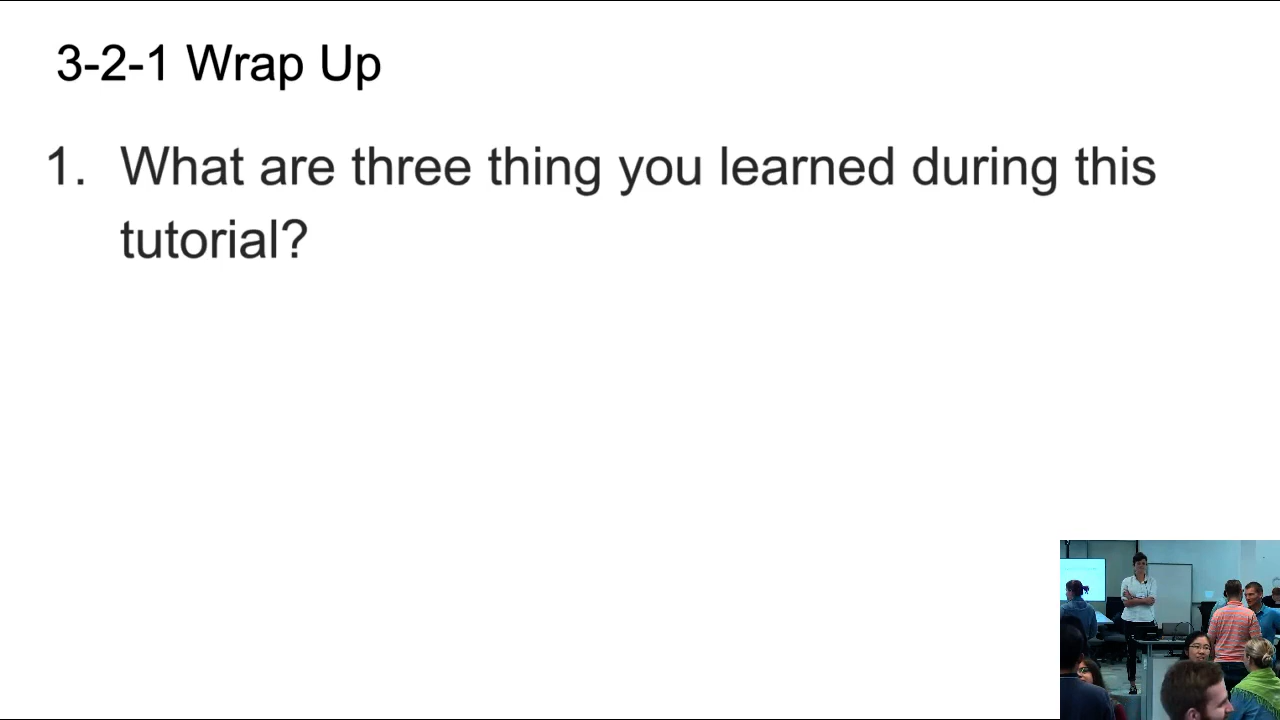 3-2-1 Wrap Up
1. What are three thing you learned during this
tutorial?